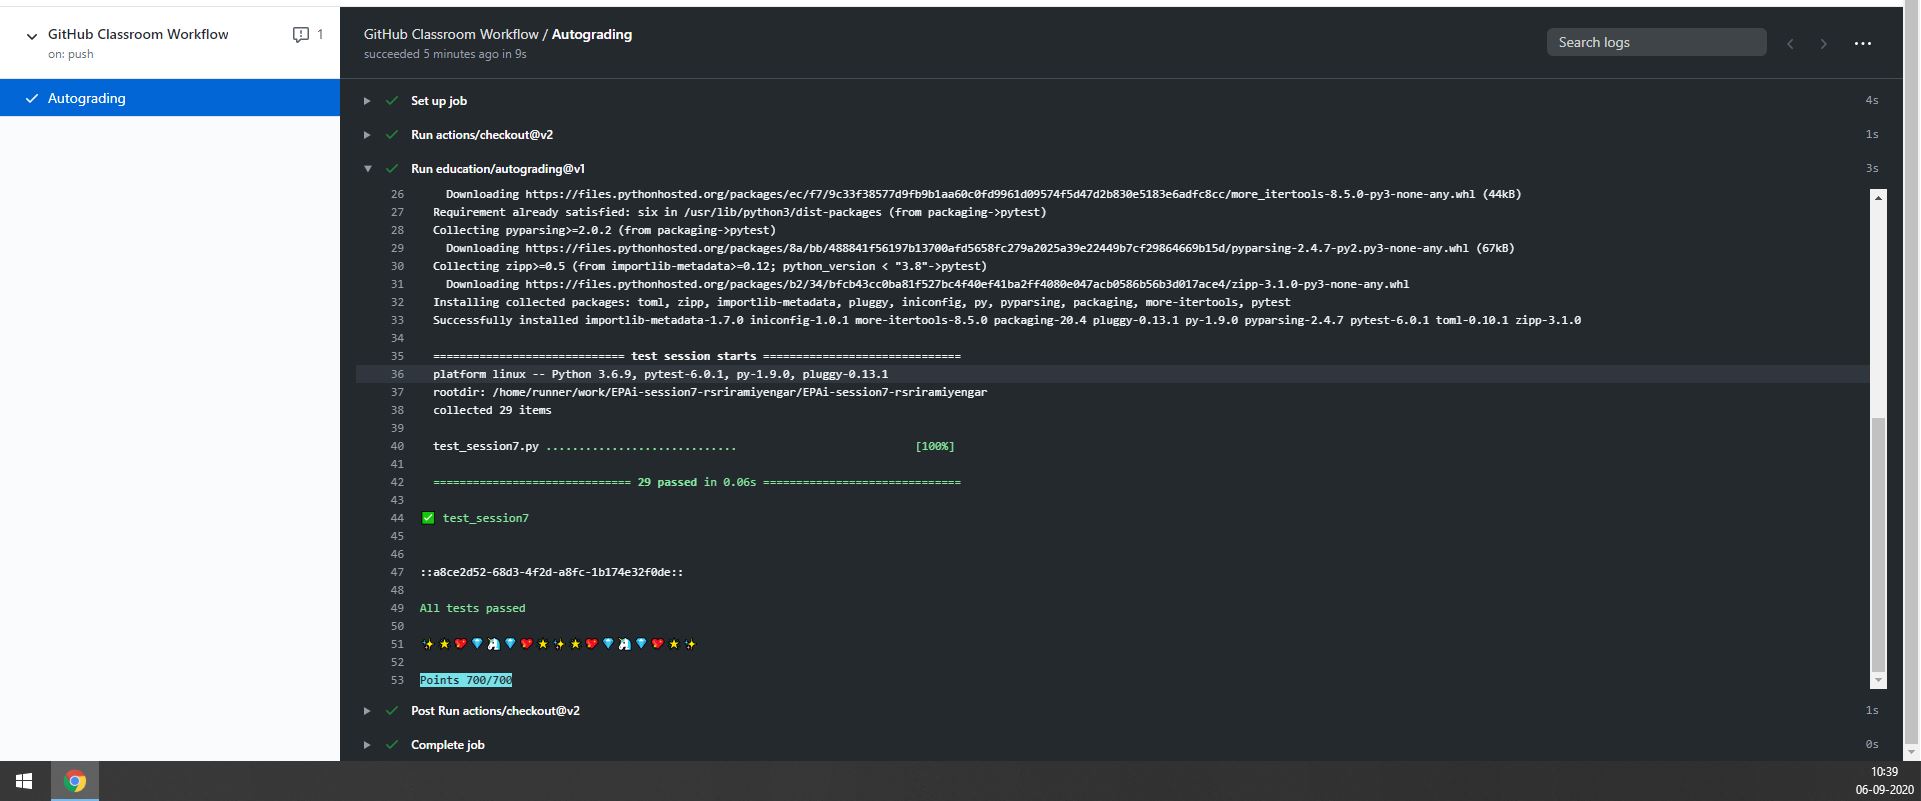 GitHub Classroom Workflow
1
on: push
Autograding
GitHub Classroom Workflow / Autograding
succeeded 5 minutes ago in 9s
Search logs
Set up job 4s
Run actions/checkout@v2 1s
Run education/autograding@v1 3s
26 Downloading https://files.pythonhosted.org/packages/ec/f7/9c33f38577d9fb9b1aa60c0fd9961d09574f5d47d2b830e5183e6adfc8cc/more_itertools-8.5.0-py3-none-any.whl (44kB)
27 Requirement already satisfied: six in /usr/lib/python3/dist-packages (from packaging->pytest)
28 Collecting pyparsing>=2.0.2 (from packaging->pytest)
29 Downloading https://files.pythonhosted.org/packages/8a/bb/488841f56197b13700afd5658fc279a2025a39e22449b7cf29864669b15d/pyparsing-2.4.7-py2.py3-none-any.whl (67kB)
30 Collecting zipp>=0.5 (from importlib-metadata>=0.12; python_version < "3.8"->pytest)
31 Downloading https://files.pythonhosted.org/packages/b2/34/bfcb43cc0ba81f527bc4f40ef41ba2ff4080e047acb0586b56b3d017ace4/zipp-3.1.0-py3-none-any.whl
32 Installing collected packages: toml, zipp, importlib-metadata, pluggy, iniconfig, py, pyparsing, packaging, more-itertools, pytest
33 Successfully installed importlib-metadata-1.7.0 iniconfig-1.0.1 more-itertools-8.5.0 packaging-20.4 pluggy-0.13.1 py-1.9.0 pyparsing-2.4.7 pytest-6.0.1 toml-0.10.1 zipp-3.1.0
34
35 ============================= test session starts ==============================
36 platform linux -- Python 3.6.9, pytest-6.0.1, py-1.9.0, pluggy-0.13.1
37 rootdir: /home/runner/work/EPAi-session7-rsriramiyengar/EPAi-session7-rsriramiyengar
38 collected 29 items
39
40 test_session7.py ............................. [100%]
41
42 ============================== 29 passed in 0.06s ==============================
43
44 ✅ test_session7
45
46
47 ::a8ce2d52-68d3-4f2d-a8fc-1b174e32f0de::
48
49 All tests passed
50
51 ✨🌟💖💎🦄💎💖🌟✨🌟💖💎🦄💎💖🌟✨
52
53 Points 700/700
Post Run actions/checkout@v2 1s
Complete job 0s
10:39
06-09-2020